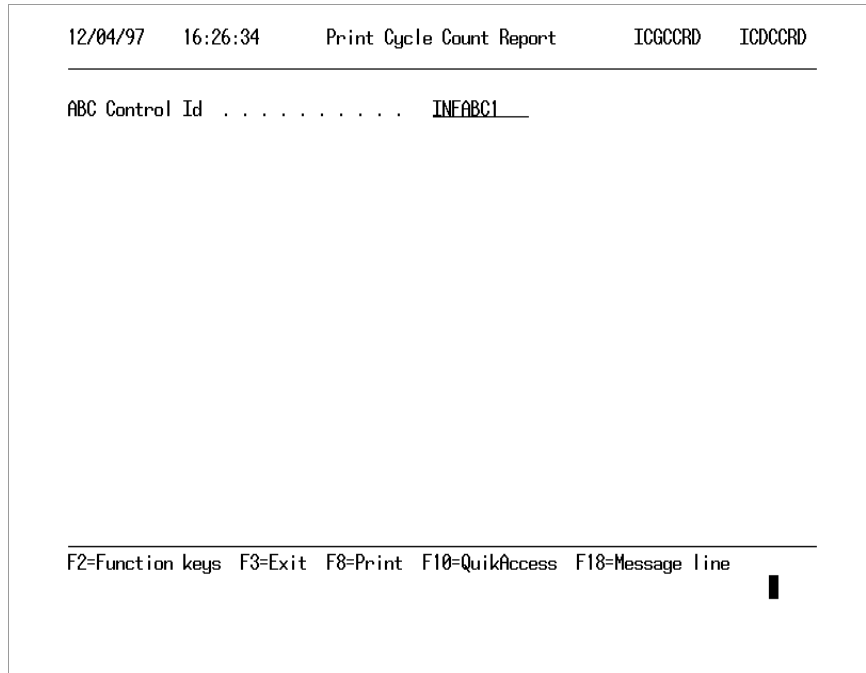 12/04/97 16:26:34 Print Cycle Count Report ICGCCRD ICDCCRD
ABC Control Id . . . . . . . . . . INFABC1
F2=Function keys F3=Exit F8=Print F10=QuikAccess F18=Message line